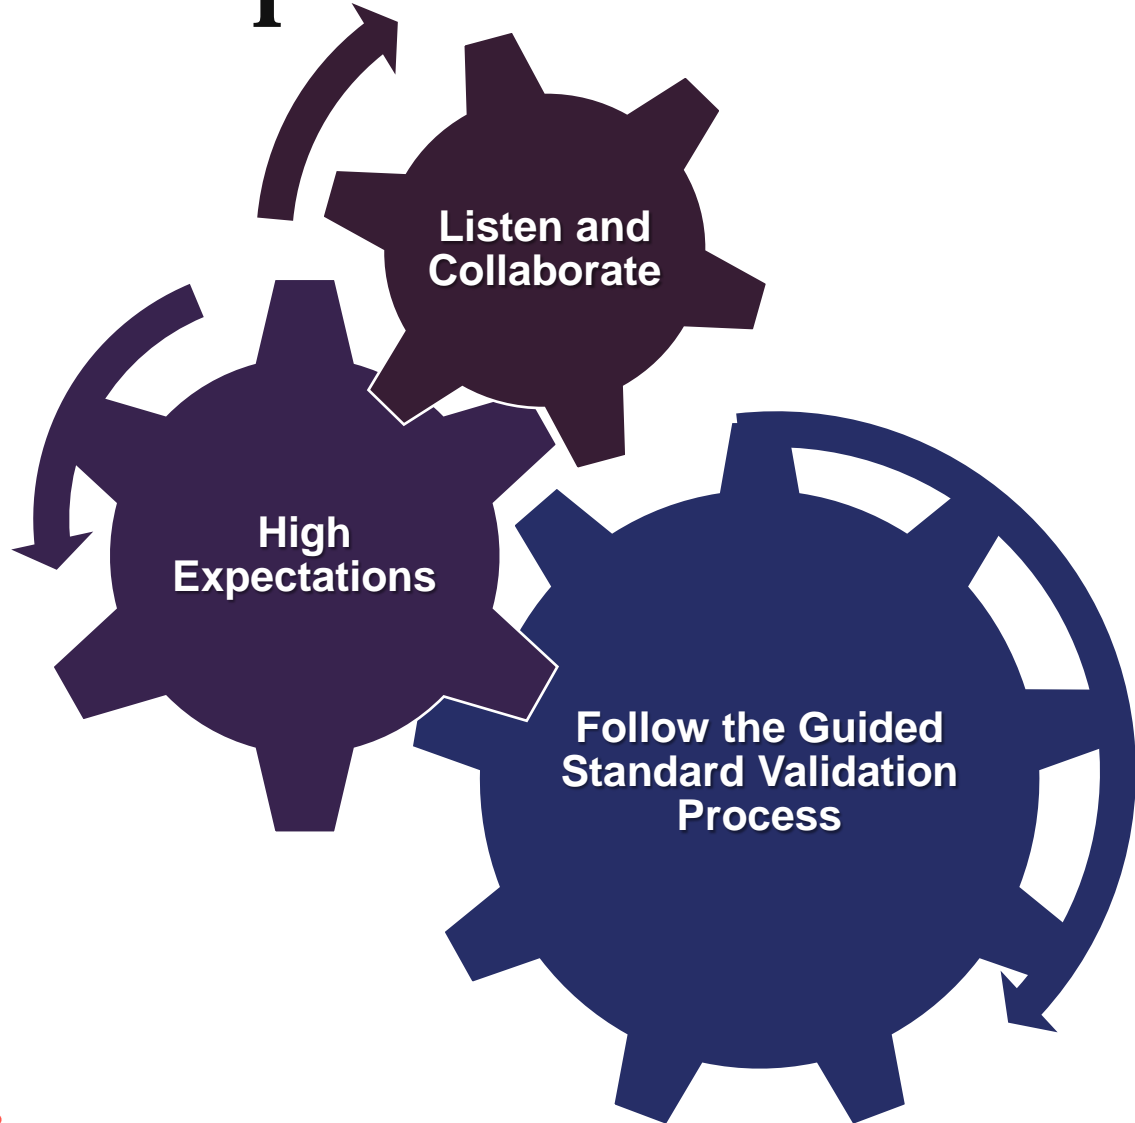 Listen and
Collaborate
High
Expectations
Follow the Guided
Standard Validation
Process